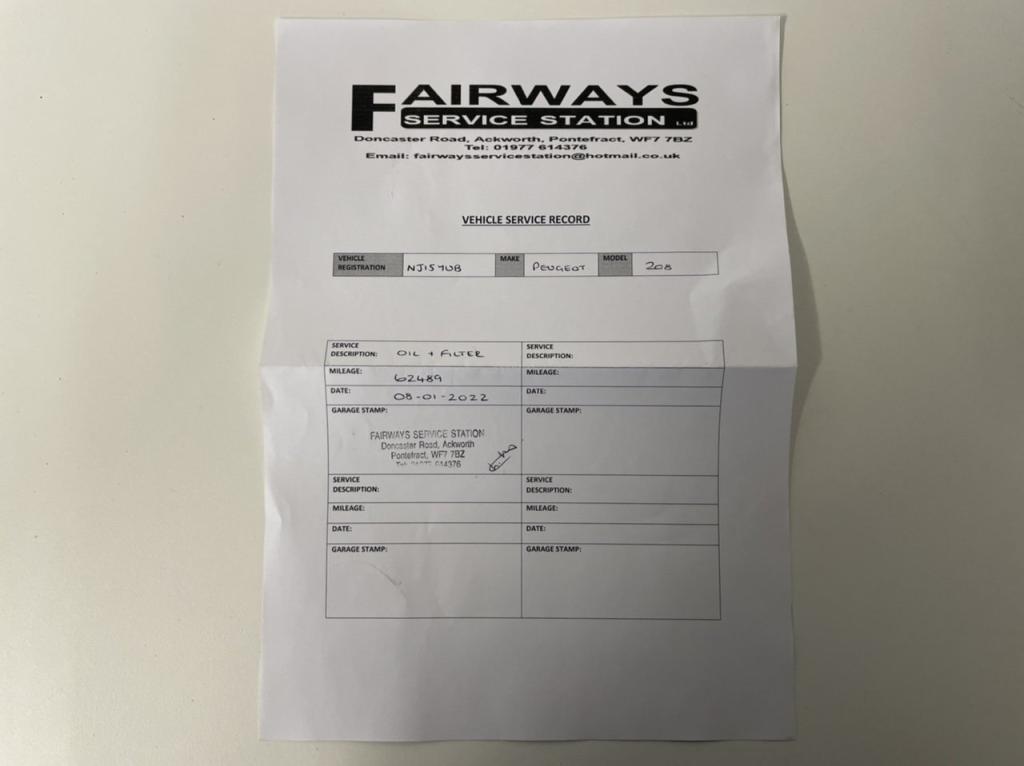 FAIRWAYS
SERVICE STATION Ltd
Doncaster Road, Ackworth, Pontefract, WF7 7BZ
Tel: 01977 614376
Email: fairwaysservicestation@hotmail.co.uk
VEHICLE SERVICE RECORD
VEHICLE REGISTRATION MAKE PEUGEOT MODEL 208
SERVICE DESCRIPTION: OIL + FILTER
MILEAGE: 62489
DATE: 08-01-2022
GARAGE STAMP:
FAIRWAYS SERVICE STATION
Doncaster Road, Ackworth
Pontefract, WF7 7BZ
Tel: 01977 614376
SERVICE DESCRIPTION:
MILEAGE:
DATE:
GARAGE STAMP:
SERVICE DESCRIPTION:
MILEAGE:
DATE:
GARAGE STAMP:
SERVICE DESCRIPTION:
MILEAGE:
DATE:
GARAGE STAMP: